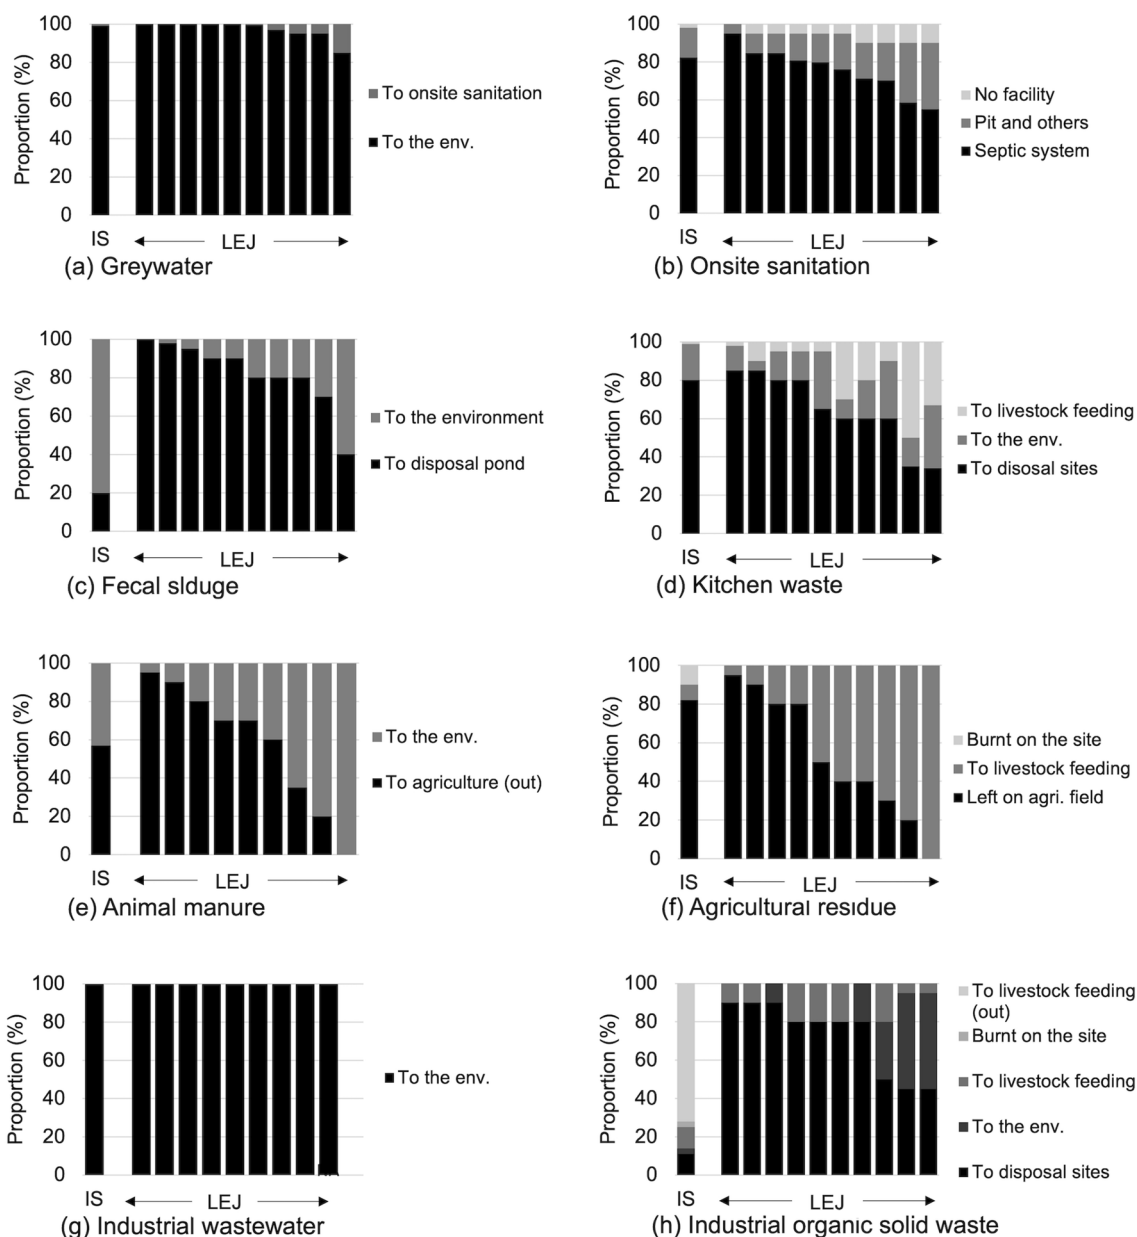 Proportion (%)
100
80
60
40
20
0
IS
LEJ
To onsite sanitation
To the env.
(a) Greywater
Proportion (%)
100
80
60
40
20
0
IS
LEJ
No facility
Pit and others
Septic system
(b) Onsite sanitation
Proportion (%)
100
80
60
40
20
0
IS
LEJ
To the environment
To disposal pond
(c) Fecal slduge
Proportion (%)
100
80
60
40
20
0
IS
LEJ
To livestock feeding
To the env.
To disosal sites
(d) Kitchen waste
Proportion (%)
100
80
60
40
20
0
IS
LEJ
To the env.
To agriculture (out)
(e) Animal manure
Proportion (%)
100
80
60
40
20
0
IS
LEJ
Burnt on the site
To livestock feeding
Left on agri. field
(f) Agricultural residue
Proportion (%)
100
80
60
40
20
0
IS
LEJ
To the env.
(g) Industrial wastewater
Proportion (%)
100
80
60
40
20
0
IS
LEJ
To livestock feeding
(out)
Burnt on the site
To livestock feeding
To the env.
To disposal sites
(h) Industrial organic solid waste